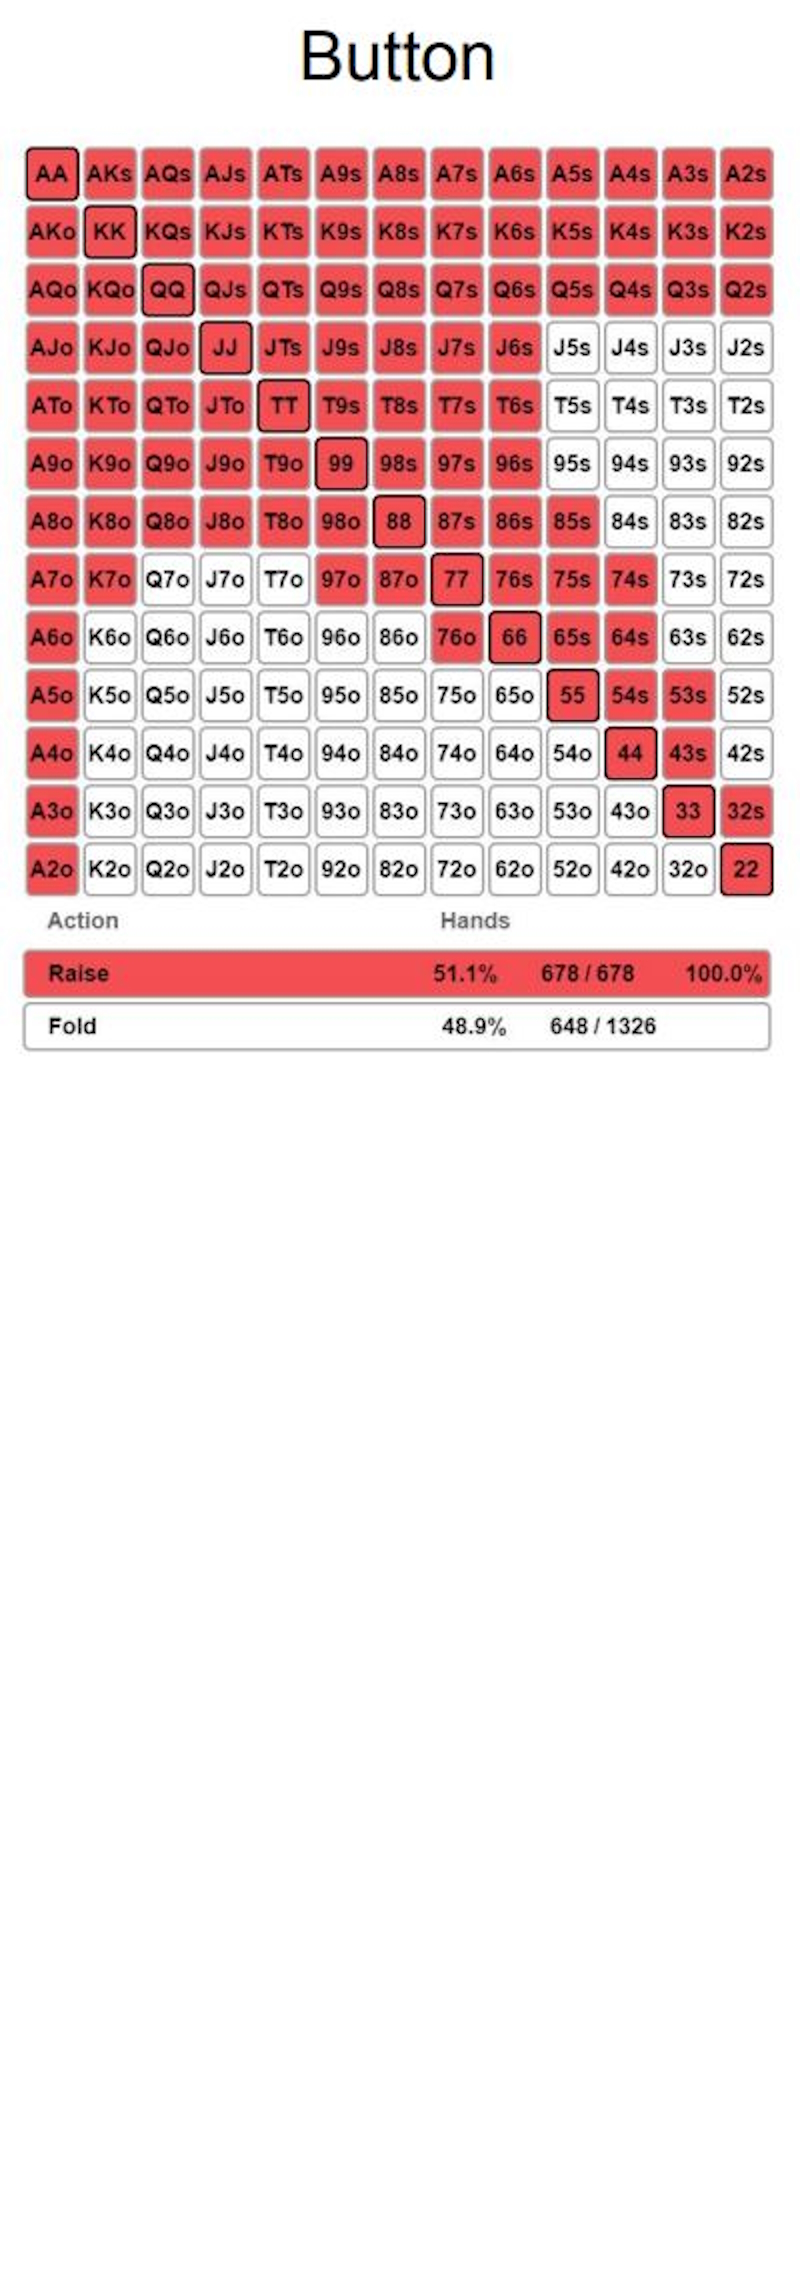 Button
AA AKs AQs AJs ATs A9s A8s A7s A6s A5s A4s A3s A2s
AKo KK KQs KJs KTs K9s K8s K7s K6s K5s K4s K3s K2s
AQo KQo QQ QJs QTs Q9s Q8s Q7s Q6s Q5s Q4s Q3s Q2s
AJo KJo QJo JJ JTs J9s J8s J7s J6s J5s J4s J3s J2s
ATo KTo QTo JTo TT T9s T8s T7s T6s T5s T4s T3s T2s
A9o K9o Q9o J9o T9o 99 98s 97s 96s 95s 94s 93s 92s
A8o K8o Q8o J8o T8o 98o 88 87s 86s 85s 84s 83s 82s
A7o K7o Q7o J7o T7o 97o 87o 77 76s 75s 74s 73s 72s
A6o K6o Q6o J6o T6o 96o 86o 76o 66 65s 64s 63s 62s
A5o K5o Q5o J5o T5o 95o 85o 75o 65o 55 54s 53s 52s
A4o K4o Q4o J4o T4o 94o 84o 74o 64o 54o 44 43s 42s
A3o K3o Q3o J3o T3o 93o 83o 73o 63o 53o 43o 33 32s
A2o K2o Q2o J2o T2o 92o 82o 72o 62o 52o 42o 32o 22
Action Hands
Raise 51.1% 678 / 678 100.0%
Fold 48.9% 648 / 1326